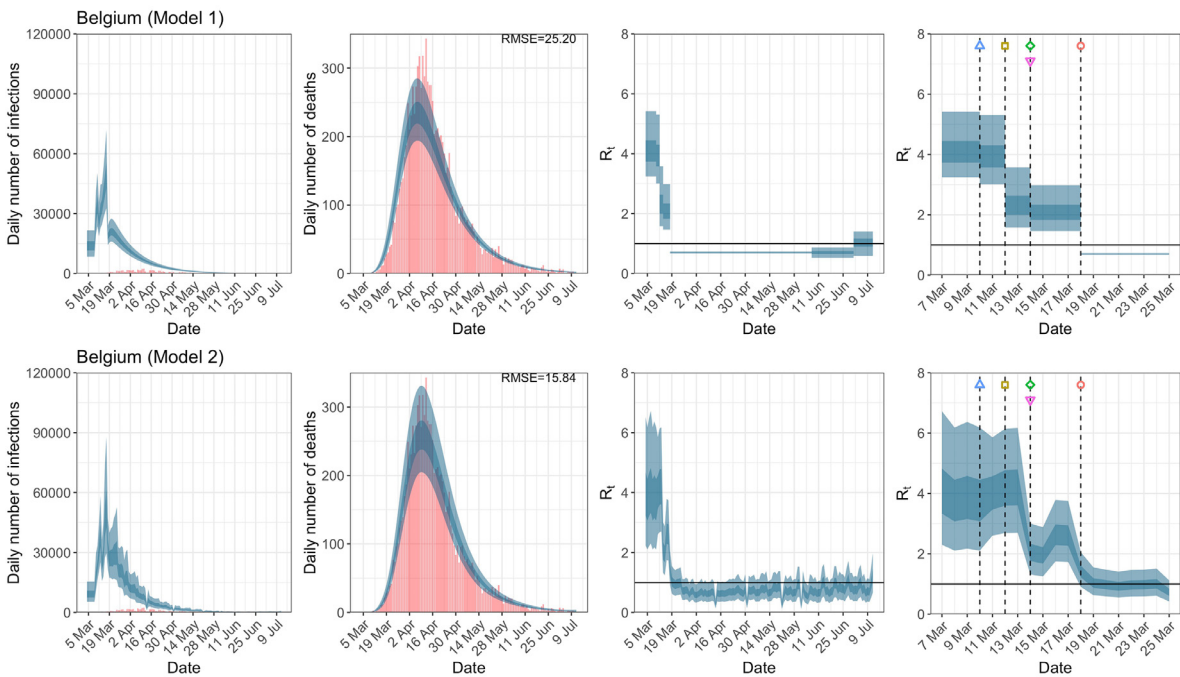 Belgium (Model 1)
Daily number of infections
120000
90000
60000
30000
0
5 Mar
19 Mar
2 Apr
16 Apr
30 Apr
14 May
28 May
11 Jun
25 Jun
9 Jul
Date
Daily number of deaths
300
200
100
0
RMSE=25.20
5 Mar
19 Mar
2 Apr
16 Apr
30 Apr
14 May
28 May
11 Jun
25 Jun
9 Jul
Date
Rt
8
6
4
2
0
5 Mar
19 Mar
2 Apr
16 Apr
30 Apr
14 May
28 May
11 Jun
25 Jun
9 Jul
Date
Rt
8
6
4
2
0
7 Mar
9 Mar
11 Mar
13 Mar
15 Mar
17 Mar
19 Mar
21 Mar
23 Mar
25 Mar
Date
Belgium (Model 2)
Daily number of infections
120000
90000
60000
30000
0
5 Mar
19 Mar
2 Apr
16 Apr
30 Apr
14 May
28 May
11 Jun
25 Jun
9 Jul
Date
Daily number of deaths
300
200
100
0
RMSE=15.84
5 Mar
19 Mar
2 Apr
16 Apr
30 Apr
14 May
28 May
11 Jun
25 Jun
9 Jul
Date
Rt
8
6
4
2
0
5 Mar
19 Mar
2 Apr
16 Apr
30 Apr
14 May
28 May
11 Jun
25 Jun
9 Jul
Date
Rt
8
6
4
2
0
7 Mar
9 Mar
11 Mar
13 Mar
15 Mar
17 Mar
19 Mar
21 Mar
23 Mar
25 Mar
Date